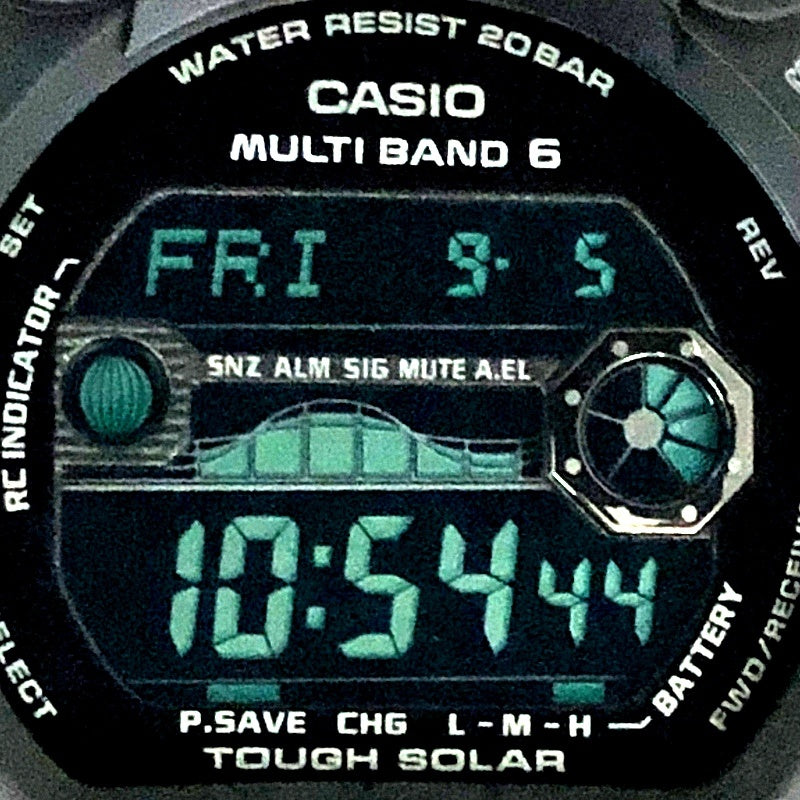 WATER RESIST 20BAR
CASIO
MULTI BAND 6
SET
REV
FRI 9· 5
RC INDICATOR
SNZ ALM SIG MUTE A.EL
10:54 44
BATTERY
P.SAVE CHG L-M-H
TOUGH SOLAR